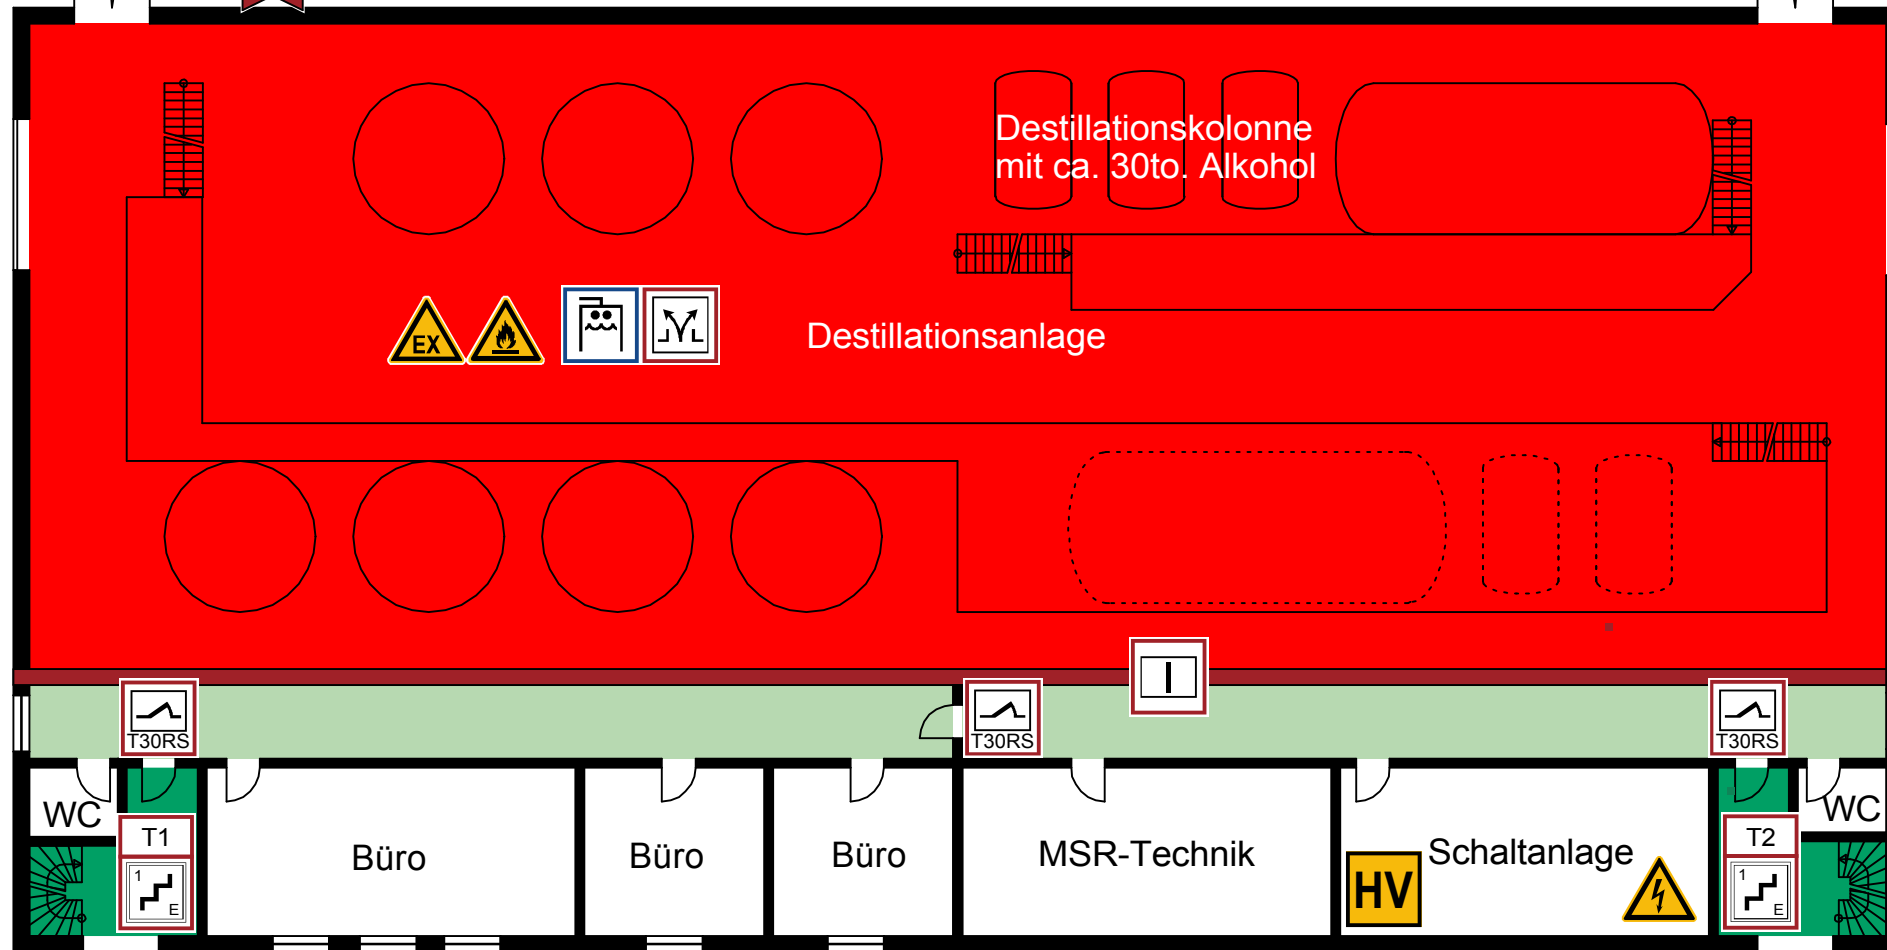 Destillationskolonne
mit ca. 30to. Alkohol
EX
Destillationsanlage
T30RS
T30RS
T30RS
WC
T1
1
E
Büro
Büro
Büro
MSR-Technik
HV
Schaltanlage
T2
1
E
WC